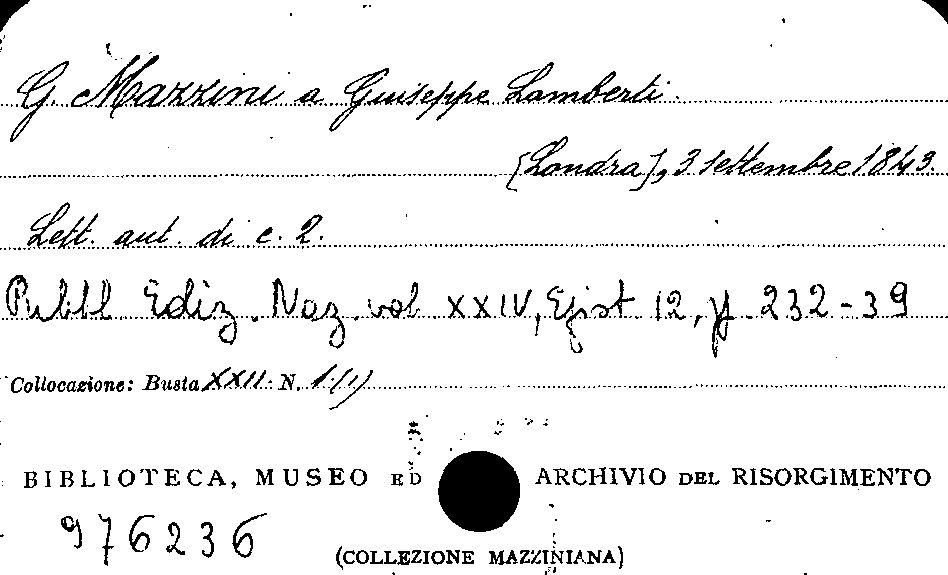 G. Mazzini a Giuseppe Lamberti.
[Londra], 3 settembre 1843.
Lett. aut. di c. 2.
Pubbl Ediz. Naz. vol XXIV, Epist 12, p. 232-39
Collocazione: Busta XXII. N. 1.(1)
BIBLIOTECA, MUSEO ED ARCHIVIO DEL RISORGIMENTO
976236
(COLLEZIONE MAZZINIANA)